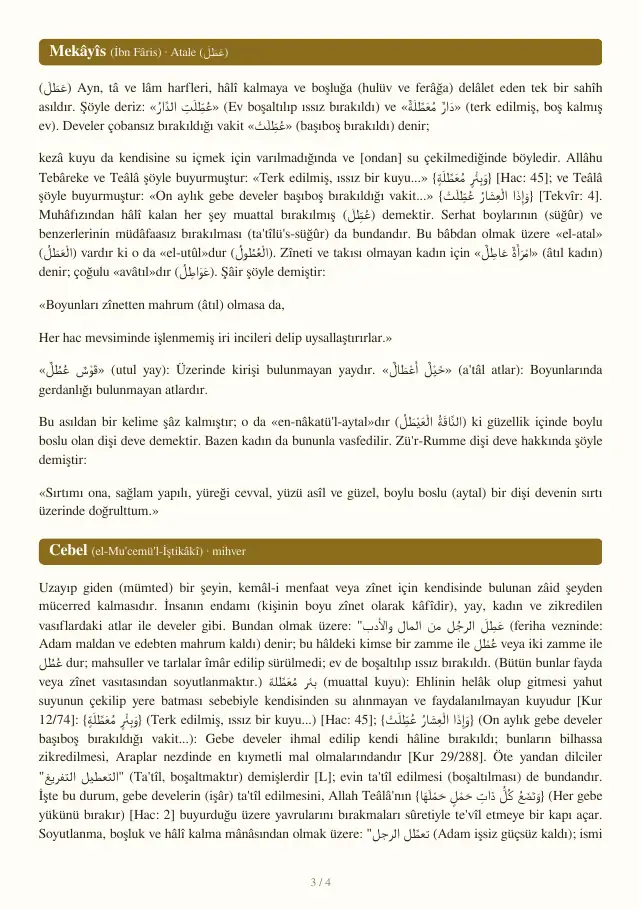 Mekâyîs (İbn Fâris) · Atale (عَطَلَ)
(عَطَلَ) Ayn, tâ ve lâm harfleri, hâlî kalmaya ve boşluğa (hulüv ve ferâğa) delâlet eden tek bir sahîh
asıldır. Şöyle deriz: «عُطِّلَتِ الدَّارُ» (Ev boşaltılıp ıssız bırakıldı) ve «دَارٌ مُعَطَّلَةٌ» (terk edilmiş, boş kalmış
ev). Develer çobansız bırakıldığı vakit «عُطِّلَتْ» (başıboş bırakıldı) denir;
kezâ kuyu da kendisine su içmek için varılmadığında ve [ondan] su çekilmediğinde böyledir. Allâhu
Tebâreke ve Teâlâ şöyle buyurmuştur: «Terk edilmiş, ıssız bir kuyu...» {وَبِئْرٍ مُعَطَّلَةٍ} [Hac: 45]; ve Teâlâ
şöyle buyurmuştur: «On aylık gebe develer başıboş bırakıldığı vakit...» {وَإِذَا الْعِشَارُ عُطِّلَتْ} [Tekvîr: 4].
Muhâfızından hâlî kalan her şey muattal bırakılmış (عُطِّلَ) demektir. Serhat boylarının (süğûr) ve
benzerlerinin müdâfaasız bırakılması (ta'tîlü's-süğûr) da bundandır. Bu bâbdan olmak üzere «el-atal»
(الْعَطَلُ) vardır ki o da «el-utûl»dur (الْعُطُولُ). Zîneti ve takısı olmayan kadın için «امْرَأَةٌ عَاطِلٌ» (âtıl kadın)
denir; çoğulu «avâtıl»dır (عَوَاطِلُ). Şâir şöyle demiştir:
«Boyunları zînetten mahrum (âtıl) olmasa da,
Her hac mevsiminde işlenmemiş iri incileri delip uysallaştırırlar.»
«قَوْسٌ عُطُلٌ» (utul yay): Üzerinde kirişi bulunmayan yaydır. «خَيْلٌ أَعْطَالٌ» (a'tâl atlar): Boyunlarında
gerdanlığı bulunmayan atlardır.
Bu asıldan bir kelime şâz kalmıştır; o da «en-nâkatü'l-aytal»dır (النَّاقَةُ الْعَيْطَلُ) ki güzellik içinde boylu
boslu olan dişi deve demektir. Bazen kadın da bununla vasfedilir. Zü'r-Rumme dişi deve hakkında şöyle
demiştir:
«Sırtımı ona, sağlam yapılı, yüreği cevval, yüzü asîl ve güzel, boylu boslu (aytal) bir dişi devenin sırtı
üzerinde doğrulttum.»
Cebel (el-Mu'cemü'l-İştikâkî) · mihver
Uzayıp giden (mümted) bir şeyin, kemâl-i menfaat veya zînet için kendisinde bulunan zâid şeyden
mücerred kalmasıdır. İnsanın endamı (kişinin boyu zînet olarak kâfîdir), yay, kadın ve zikredilen
vasıflardaki atlar ile develer gibi. Bundan olmak üzere: "عَطِلَ الرجُل من المال والأدب (feriha vezninde:
Adam maldan ve edebten mahrum kaldı) denir; bu hâldeki kimse bir zamme ile عُطْل veya iki zamme ile
عُطُل dur; mahsuller ve tarlalar îmâr edilip sürülmedi; ev de boşaltılıp ıssız bırakıldı. (Bütün bunlar fayda
veya zînet vasıtasından soyutlanmaktır.) بئر مُعَطَّلة (muattal kuyu): Ehlinin helâk olup gitmesi yahut
suyunun çekilip yere batması sebebiyle kendisinden su alınmayan ve faydalanılmayan kuyudur [Kur
12/74]: {وَبِئْرٍ مُعَطَّلَةٍ} (Terk edilmiş, ıssız bir kuyu...) [Hac: 45]; {وَإِذَا الْعِشَارُ عُطِّلَتْ} (On aylık gebe develer
başıboş bırakıldığı vakit...): Gebe develer ihmal edilip kendi hâline bırakıldı; bunların bilhassa
zikredilmesi, Araplar nezdinde en kıymetli mal olmalarındandır [Kur 29/288]. Öte yandan dilciler
"التعطيل التفريغ" (Ta'tîl, boşaltmaktır) demişlerdir [L]; evin ta'tîl edilmesi (boşaltılması) de bundandır.
İşte bu durum, gebe develerin (işâr) ta'tîl edilmesini, Allah Teâlâ'nın {وَتَضَعُ كُلُّ ذَاتِ حَمْلٍ حَمْلَهَا} (Her gebe
yükünü bırakır) [Hac: 2] buyurduğu üzere yavrularını bırakmaları sûretiyle te'vîl etmeye bir kapı açar.
Soyutlanma, boşluk ve hâlî kalma mânâsından olmak üzere: "تعطّل الرجل (Adam işsiz güçsüz kaldı); ismi
3 / 4